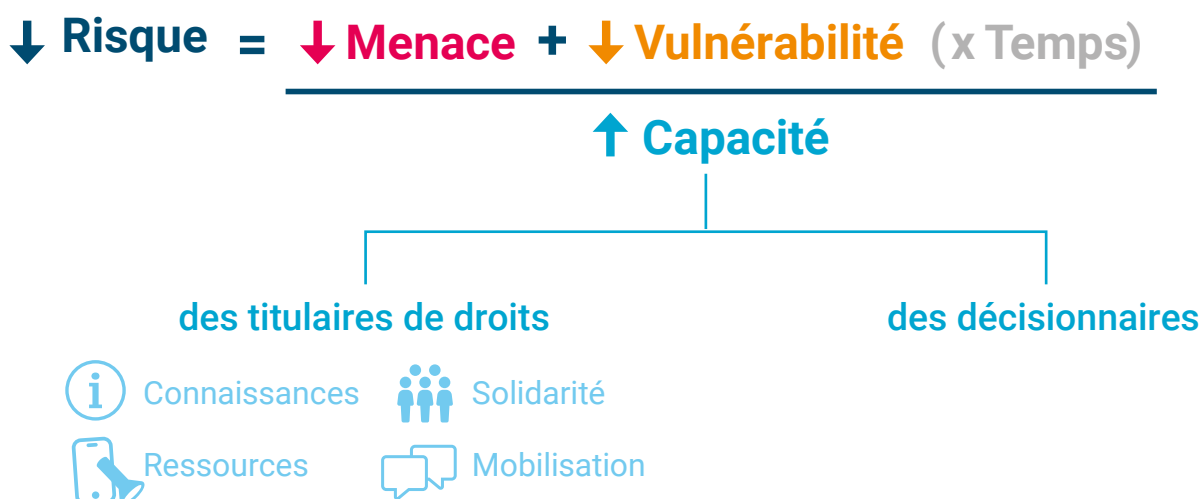 ↓ Risque = ↓ Menace + ↓ Vulnérabilité (x Temps)
↑ Capacité
des titulaires de droits des décisionnaires
Connaissances Solidarité
Ressources Mobilisation